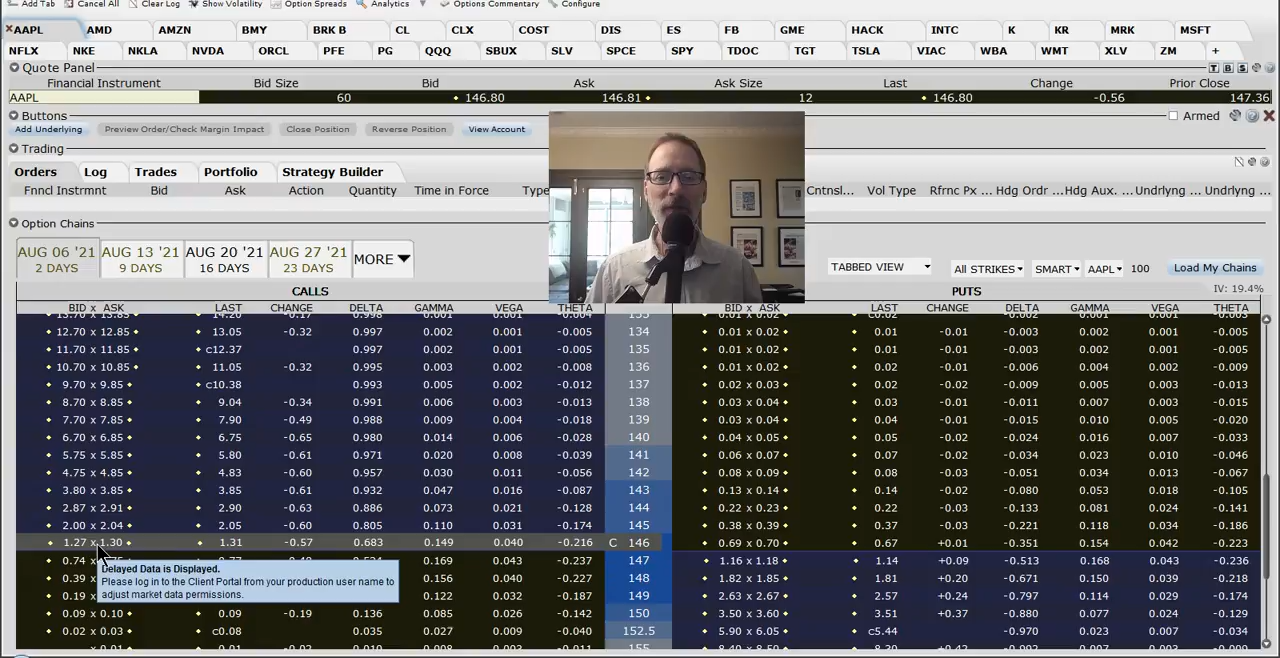 Add Tab Cancel All Clear Log Show Volatility Option Spreads Analytics Options Commentary Configure
AAPL AMD AMZN BMY BRK B CL CLX COST DIS ES FB GME HACK INTC K KR MRK MSFT
NFLX NKE NKLA NVDA ORCL PFE PG QQQ SBUX SLV SPCE SPY TDOC TGT TSLA VIAC WBA WMT XLV ZM +
Quote Panel T B S
Financial Instrument Bid Size Bid Ask Ask Size Last Change Prior Close
AAPL 60 146.80 146.81 12 146.80 -0.56 147.36
Buttons Armed
Add Underlying Preview Order/Check Margin Impact Close Position Reverse Position View Account
Trading
Orders Log Trades Portfolio Strategy Builder
Fnncl Instrmnt Bid Ask Action Quantity Time in Force Type Cntnsl... Vol Type Rfrnc Px ... Hdg Ordr ... Hdg Aux. ... Undrlyng ... Undrlyng ...
Option Chains
AUG 06 '21 AUG 13 '21 AUG 20 '21 AUG 27 '21 MORE
2 DAYS 9 DAYS 16 DAYS 23 DAYS
TABBED VIEW All STRIKES SMART AAPL 100 Load My Chains
CALLS PUTS IV: 19.4%
BID x ASK LAST CHANGE DELTA GAMMA VEGA THETA BID x ASK LAST CHANGE DELTA GAMMA VEGA THETA
12.70 x 12.85 13.05 -0.32 0.997 0.002 0.001 -0.005 134 0.01 x 0.02 0.01 -0.01 -0.003 0.002 0.001 -0.005
11.70 x 11.85 c12.37 0.997 0.002 0.001 -0.004 135 0.01 x 0.02 0.01 -0.01 -0.004 0.002 0.001 -0.005
10.70 x 10.85 11.05 -0.32 0.995 0.003 0.002 -0.008 136 0.01 x 0.02 0.01 -0.02 -0.006 0.004 0.002 -0.009
9.70 x 9.85 c10.38 0.993 0.005 0.002 -0.012 137 0.02 x 0.03 0.02 -0.02 -0.009 0.005 0.003 -0.013
8.70 x 8.85 9.04 -0.34 0.991 0.006 0.003 -0.013 138 0.03 x 0.04 0.03 -0.02 -0.011 0.007 0.003 -0.015
7.70 x 7.85 7.90 -0.49 0.988 0.009 0.004 -0.018 139 0.03 x 0.04 0.04 -0.01 -0.015 0.010 0.005 -0.020
6.70 x 6.85 6.75 -0.65 0.980 0.014 0.006 -0.028 140 0.04 x 0.05 0.05 -0.02 -0.024 0.016 0.007 -0.033
5.75 x 5.85 5.80 -0.61 0.971 0.020 0.008 -0.039 141 0.06 x 0.07 0.07 -0.02 -0.034 0.023 0.010 -0.046
4.75 x 4.85 4.83 -0.60 0.957 0.030 0.011 -0.056 142 0.08 x 0.09 0.08 -0.03 -0.051 0.034 0.013 -0.067
3.80 x 3.85 3.85 -0.61 0.932 0.047 0.016 -0.087 143 0.13 x 0.14 0.14 -0.02 -0.080 0.053 0.018 -0.105
2.87 x 2.91 2.90 -0.63 0.886 0.073 0.021 -0.128 144 0.22 x 0.23 0.22 -0.03 -0.128 0.081 0.025 -0.141
2.00 x 2.04 2.05 -0.60 0.805 0.110 0.031 -0.174 145 0.38 x 0.39 0.37 -0.03 -0.221 0.118 0.034 -0.186
1.27 x 1.30 1.31 -0.57 0.683 0.149 0.040 -0.216 C 146 0.69 x 0.70 0.67 +0.01 -0.351 0.154 0.042 -0.223
0.74 0.169 0.043 -0.237 147 1.16 x 1.18 1.14 +0.09 -0.513 0.168 0.043 -0.236
Delayed Data is Displayed.
0.39 0.156 0.040 -0.227 148 1.82 x 1.85 1.81 +0.20 -0.671 0.150 0.039 -0.218
Please log in to the Client Portal from your production user name to
0.19 0.122 0.032 -0.187 149 2.63 x 2.67 2.57 +0.24 -0.797 0.114 0.029 -0.174
adjust market data permissions.
0.09 x 0.10 0.09 -0.19 0.136 0.085 0.026 -0.142 150 3.50 x 3.60 3.51 +0.37 -0.880 0.077 0.024 -0.129
0.02 x 0.03 c0.08 0.035 0.027 0.009 -0.040 152.5 5.90 x 6.05 c5.44 -0.970 0.023 0.007 -0.034